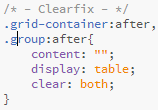 /* - Clearfix - */
.grid-container:after,
.group:after{
content: "";
display: table;
clear: both;
}